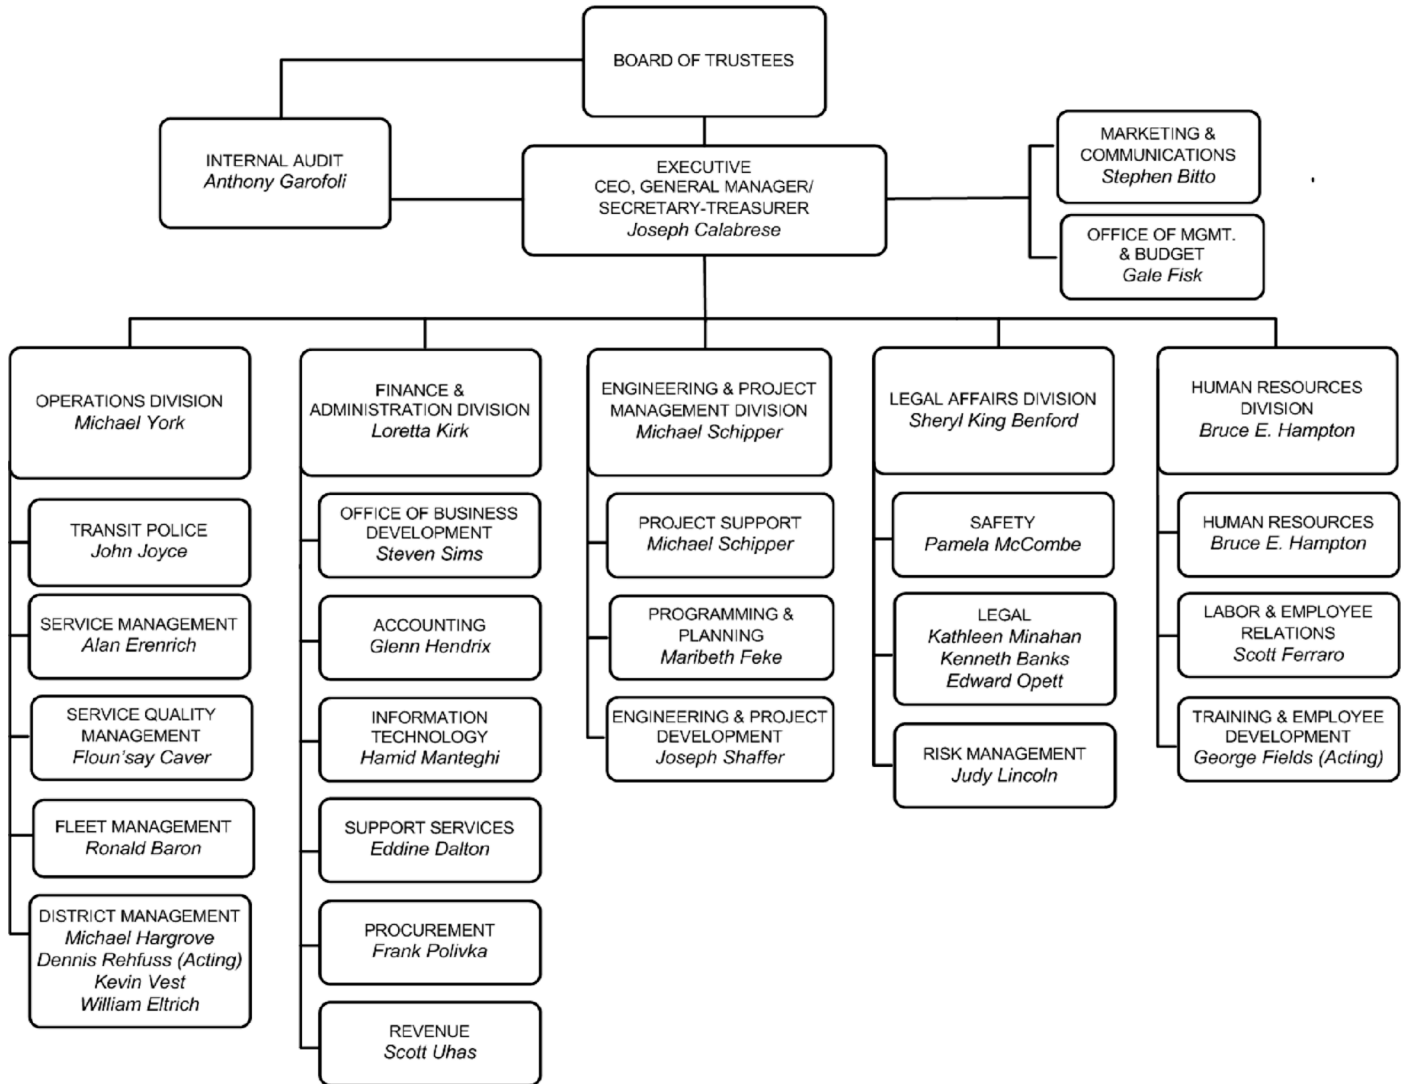 BOARD OF TRUSTEES
INTERNAL AUDIT
Anthony Garofoli
EXECUTIVE
CEO, GENERAL MANAGER/
SECRETARY-TREASURER
Joseph Calabrese
MARKETING &
COMMUNICATIONS
Stephen Bitto
OFFICE OF MGMT.
& BUDGET
Gale Fisk
OPERATIONS DIVISION
Michael York
TRANSIT POLICE
John Joyce
SERVICE MANAGEMENT
Alan Erenrich
SERVICE QUALITY
MANAGEMENT
Floun'say Caver
FLEET MANAGEMENT
Ronald Baron
DISTRICT MANAGEMENT
Michael Hargrove
Dennis Rehfuss (Acting)
Kevin Vest
William Eltrich
FINANCE &
ADMINISTRATION DIVISION
Loretta Kirk
OFFICE OF BUSINESS
DEVELOPMENT
Steven Sims
ACCOUNTING
Glenn Hendrix
INFORMATION
TECHNOLOGY
Hamid Manteghi
SUPPORT SERVICES
Eddine Dalton
PROCUREMENT
Frank Polivka
REVENUE
Scott Uhas
ENGINEERING & PROJECT
MANAGEMENT DIVISION
Michael Schipper
PROJECT SUPPORT
Michael Schipper
PROGRAMMING &
PLANNING
Maribeth Feke
ENGINEERING & PROJECT
DEVELOPMENT
Joseph Shaffer
LEGAL AFFAIRS DIVISION
Sheryl King Benford
SAFETY
Pamela McCombe
LEGAL
Kathleen Minahan
Kenneth Banks
Edward Opett
RISK MANAGEMENT
Judy Lincoln
HUMAN RESOURCES
DIVISION
Bruce E. Hampton
HUMAN RESOURCES
Bruce E. Hampton
LABOR & EMPLOYEE
RELATIONS
Scott Ferraro
TRAINING & EMPLOYEE
DEVELOPMENT
George Fields (Acting)